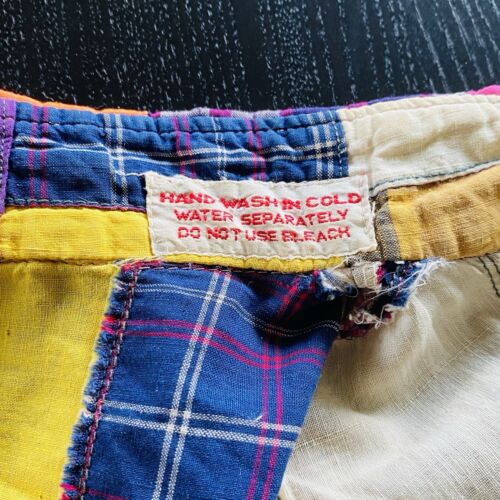 HAND WASH IN COLD
WATER SEPARATELY
DO NOT USE BLEACH